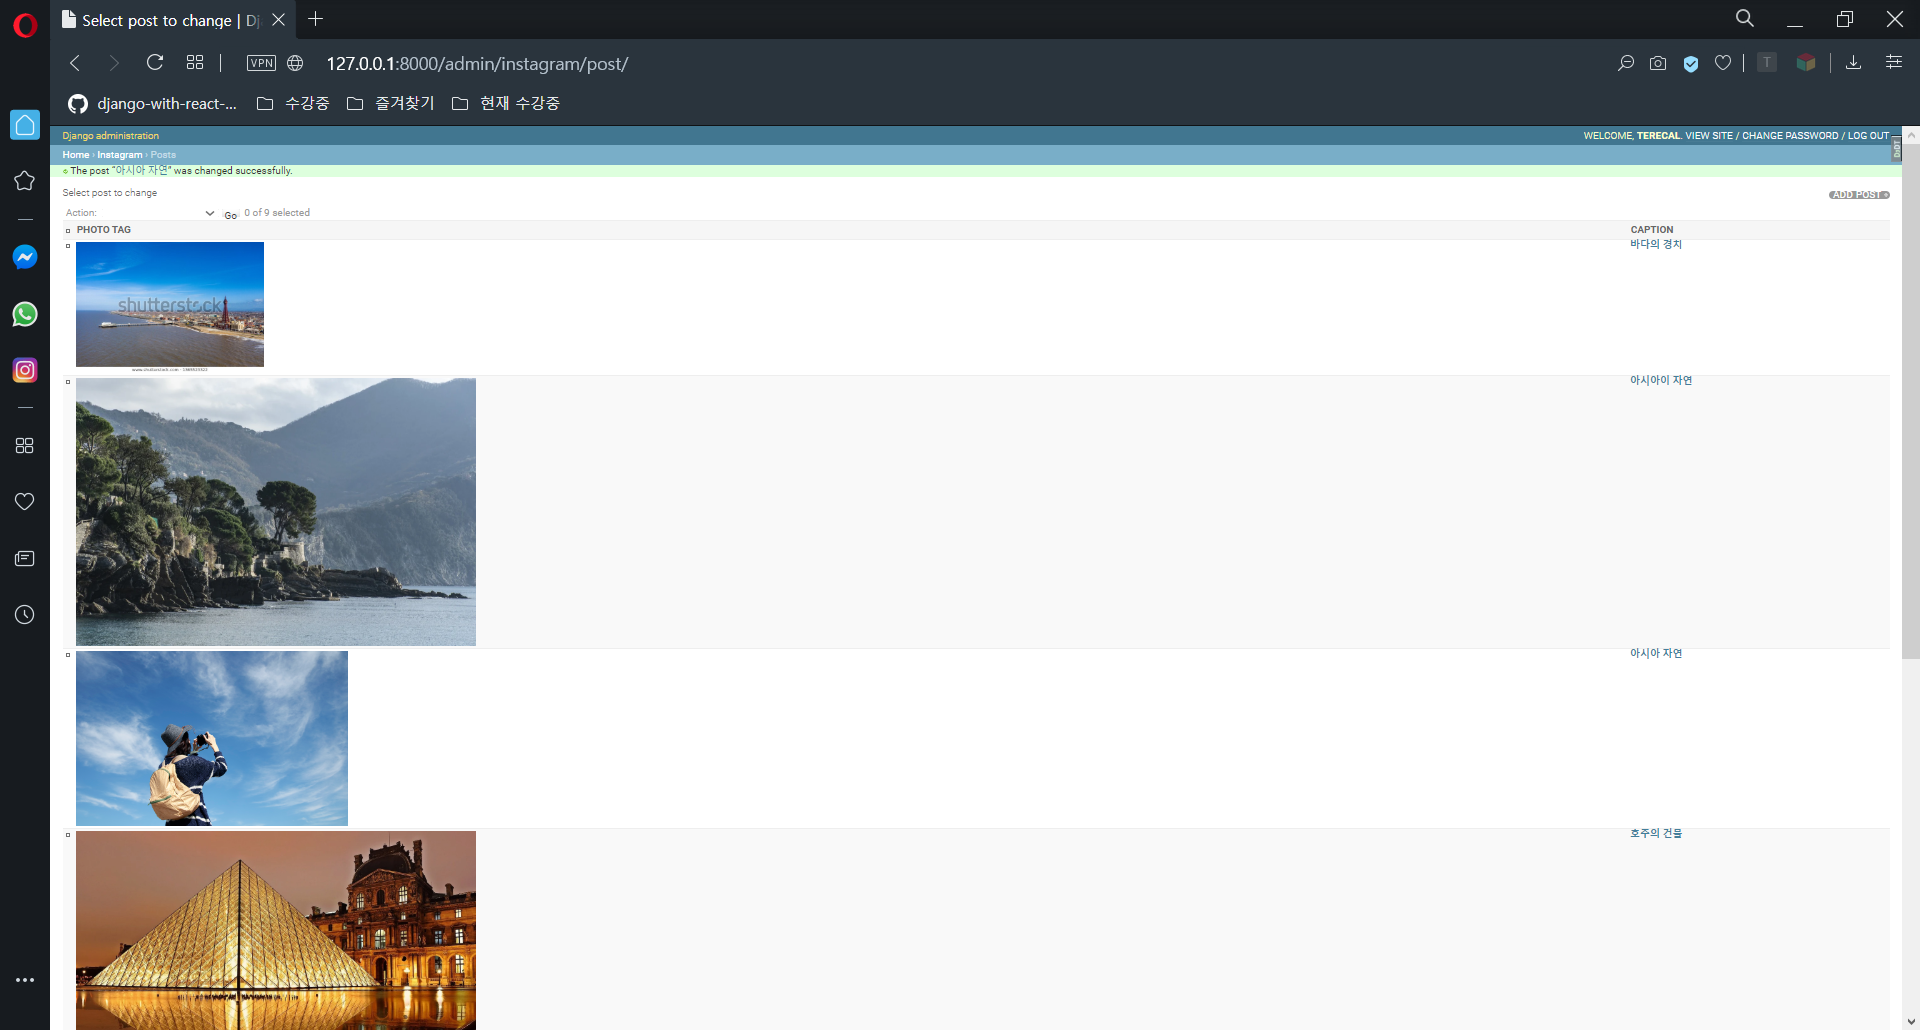 Select post to change | Dj
VPN
127.0.0.1:8000/admin/instagram/post/
T
django-with-react-...
수강중
즐겨찾기
현재 수강중
Django administration
WELCOME, TERECAL. VIEW SITE / CHANGE PASSWORD / LOG OUT
DjDT
Home › Instagram › Posts
The post “아시아 자연” was changed successfully.
Select post to change
ADD POST
Action:
Go
0 of 9 selected
PHOTO TAG
CAPTION
바다의 경치
shutterstock
아시아이 자연
아시아 자연
호주의 건물